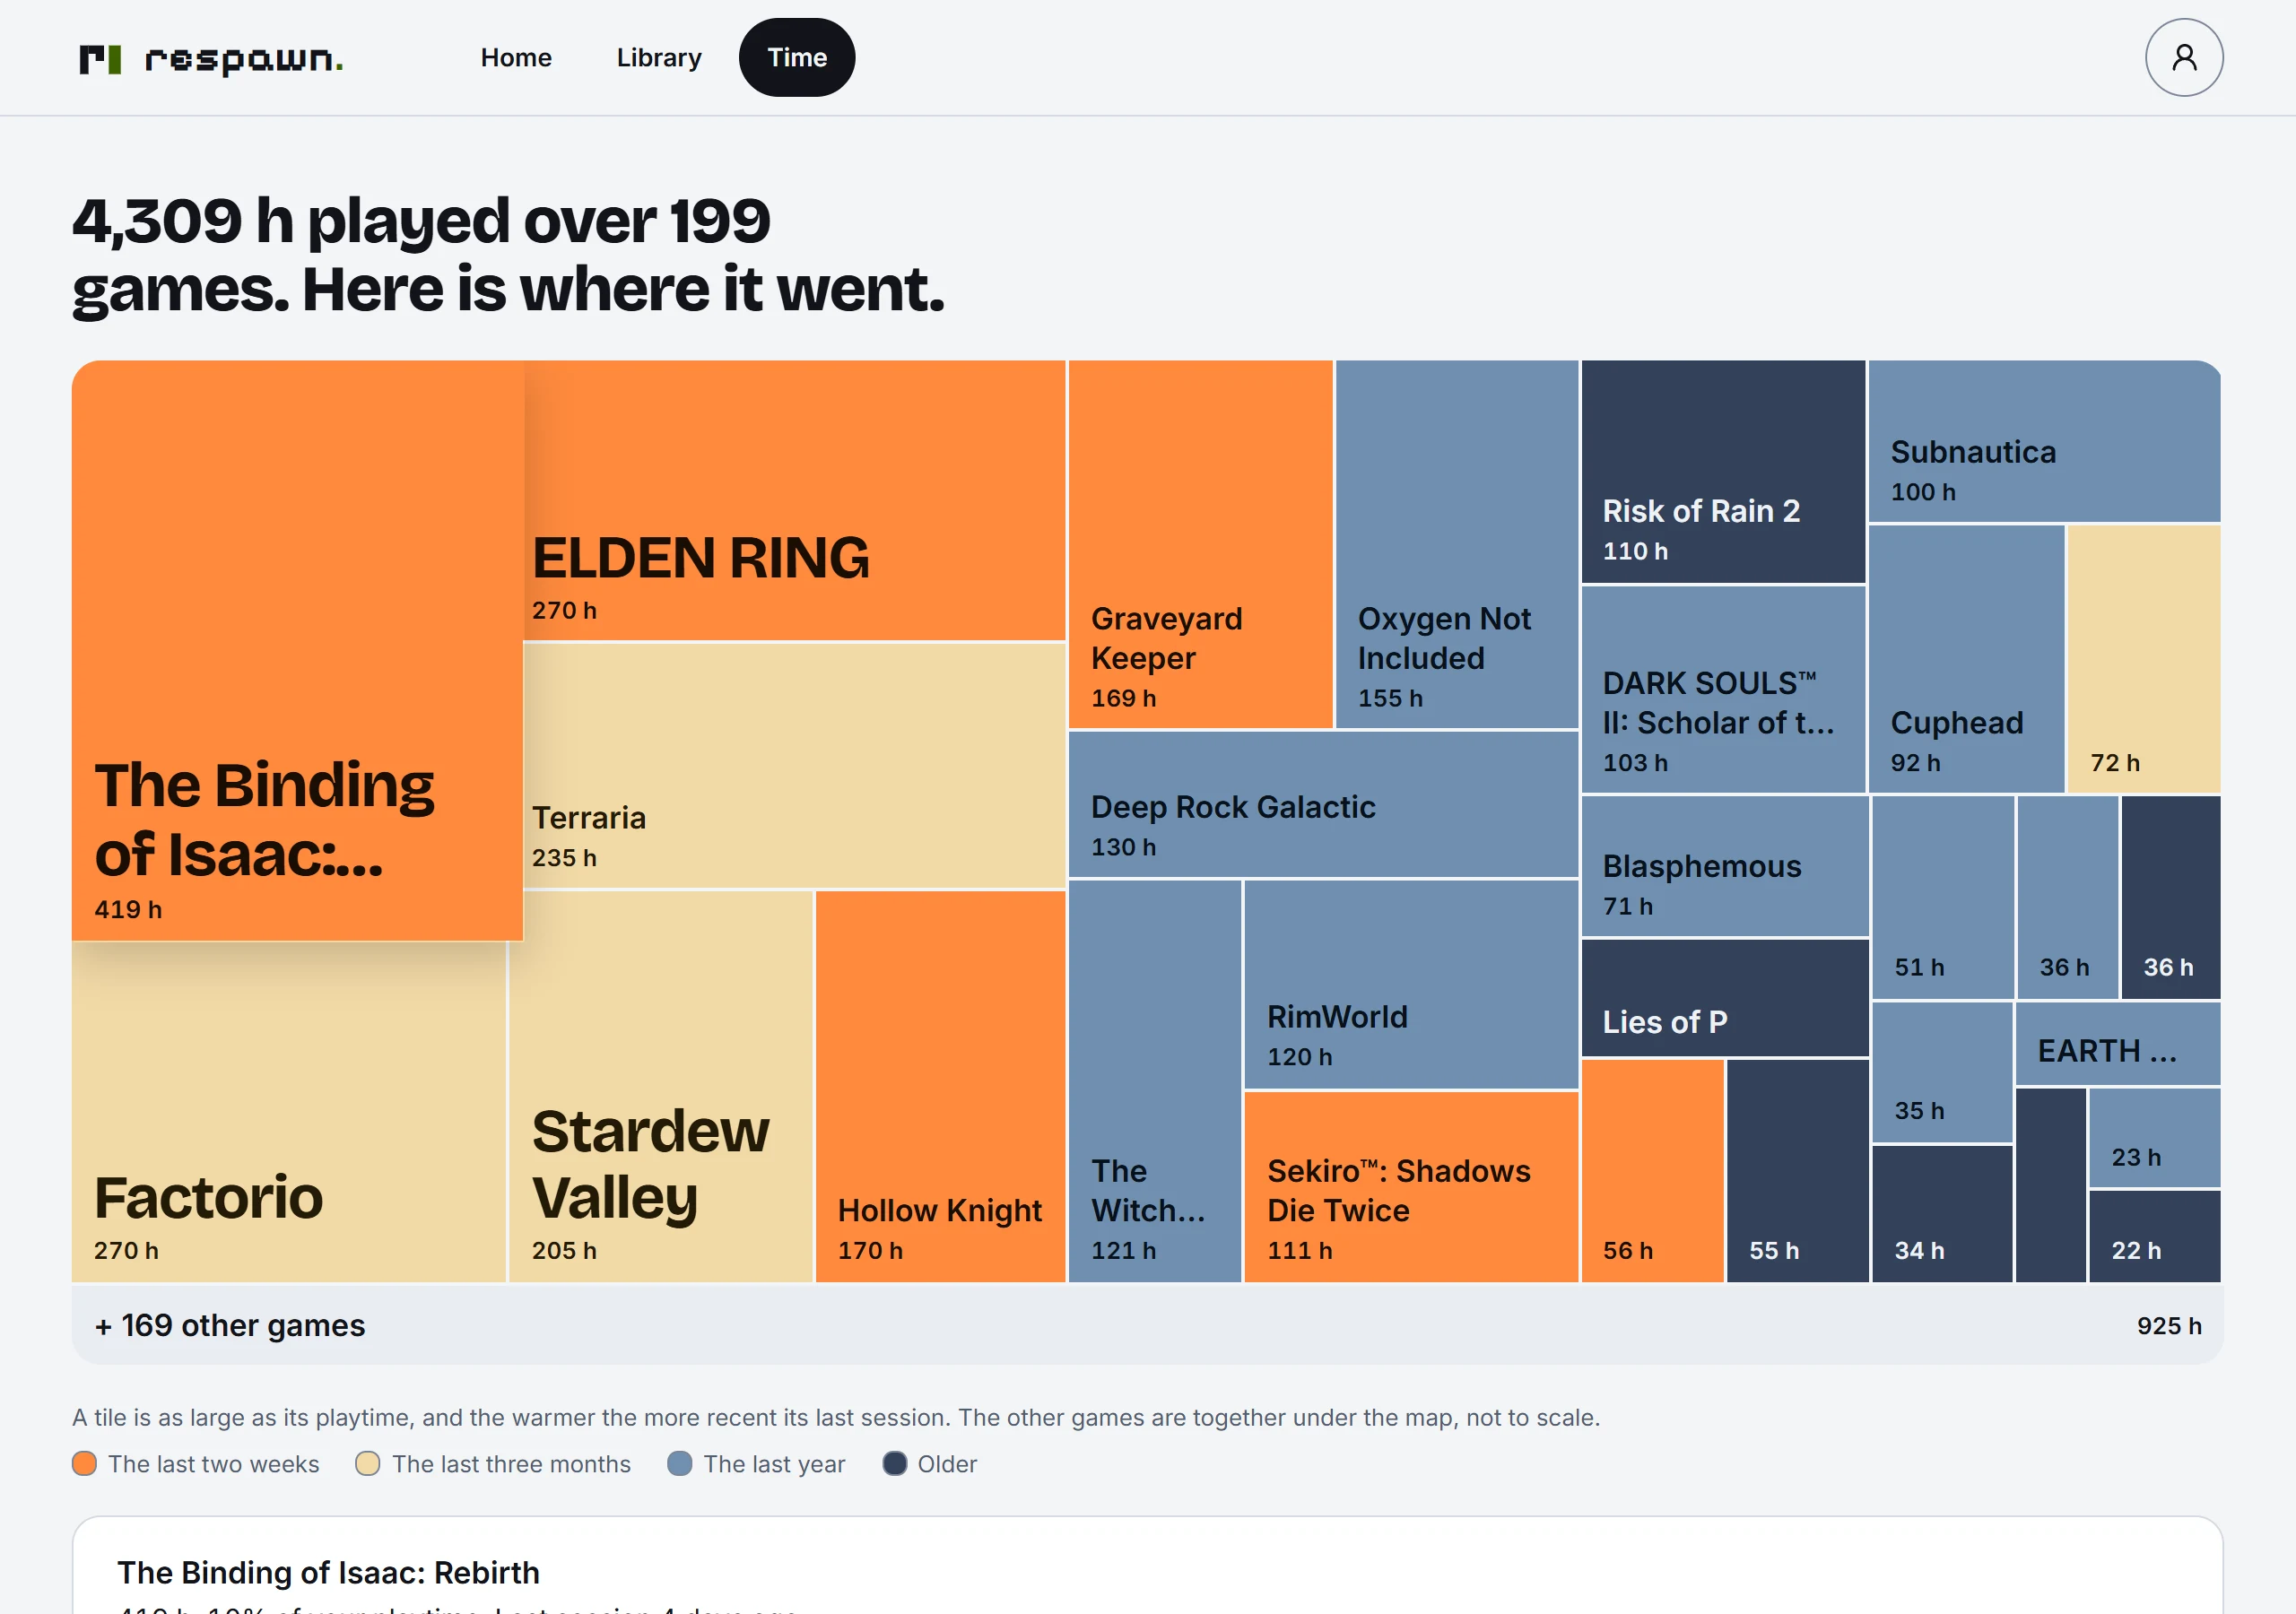 respawn.
Home
Library
Time
4,309 h played over 199
games. Here is where it went.
The Binding
of Isaac:...
419 h
ELDEN RING
270 h
Terraria
235 h
Factorio
270 h
Stardew
Valley
205 h
Hollow Knight
170 h
Graveyard
Keeper
169 h
Oxygen Not
Included
155 h
Deep Rock Galactic
130 h
The
Witch...
121 h
RimWorld
120 h
Sekiro™: Shadows
Die Twice
111 h
Risk of Rain 2
110 h
DARK SOULS™
II: Scholar of t...
103 h
Subnautica
100 h
Cuphead
92 h
72 h
Blasphemous
71 h
Lies of P
56 h
55 h
51 h
36 h
36 h
35 h
34 h
EARTH ...
23 h
22 h
+ 169 other games
925 h
A tile is as large as its playtime, and the warmer the more recent its last session. The other games are together under the map, not to scale.
The last two weeks
The last three months
The last year
Older
The Binding of Isaac: Rebirth